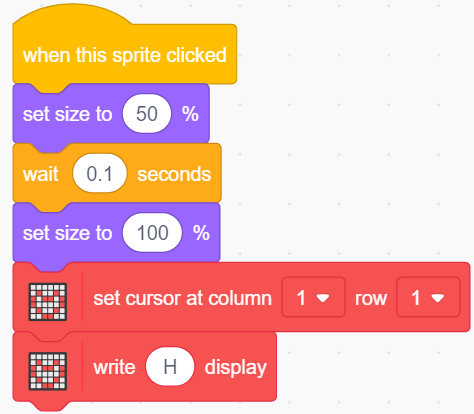 when this sprite clicked
set size to 50 %
wait 0.1 seconds
set size to 100 %
set cursor at column 1 row 1
write H display